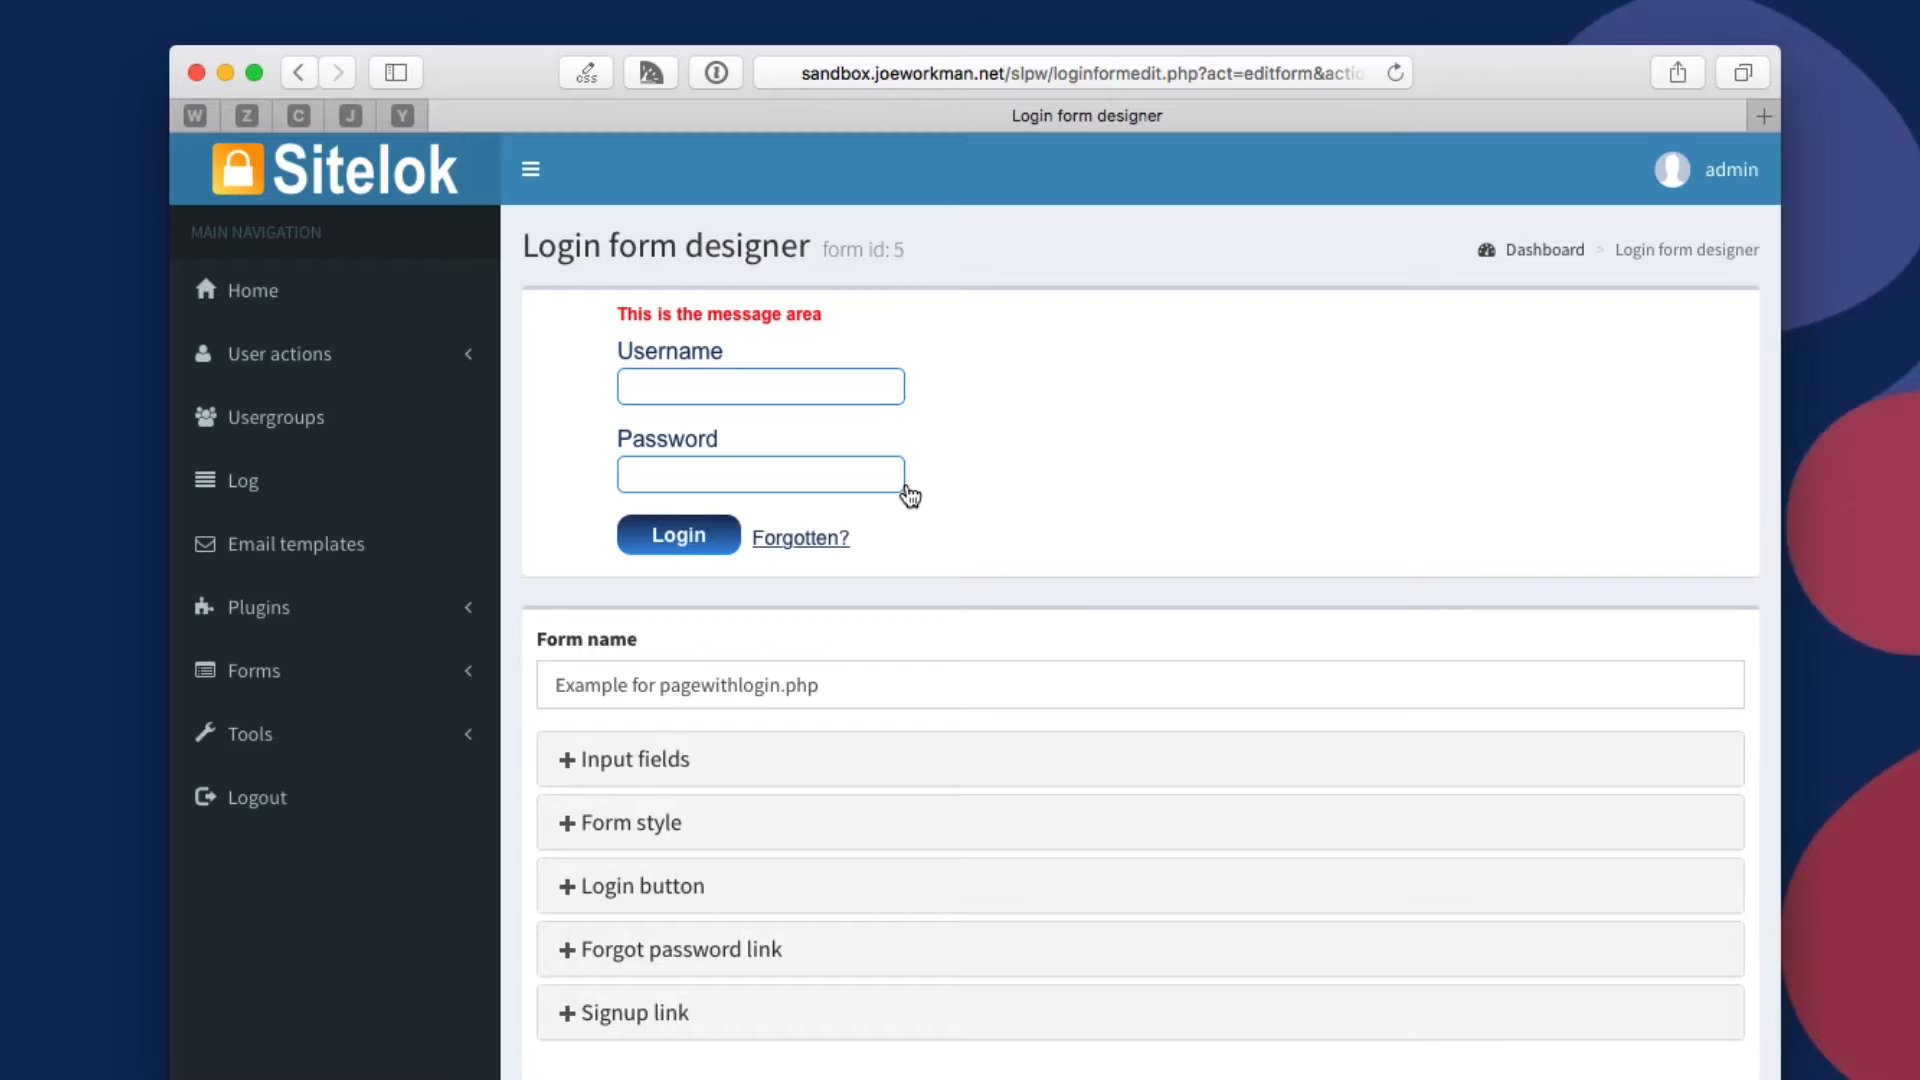 css
sandbox.joeworkman.net/slpw/loginformedit.php?act=editform&actic
W
Z
C
J
Y
Login form designer
Sitelok
admin
MAIN NAVIGATION
Home
User actions
Usergroups
Log
Email templates
Plugins
Forms
Tools
Logout
Login form designer form id: 5
Dashboard > Login form designer
This is the message area
Username
Password
Login
Forgotten?
Form name
Example for pagewithlogin.php
Input fields
Form style
Login button
Forgot password link
Signup link